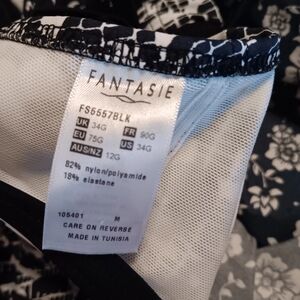 FANTASIE
FS6557BLK
UK 34G FR 90G
EU 75G US 34G
AUS/NZ 12G
82% nylon/polyamide
18% elastane
105401 M
CARE ON REVERSE
MADE IN TUNISIA